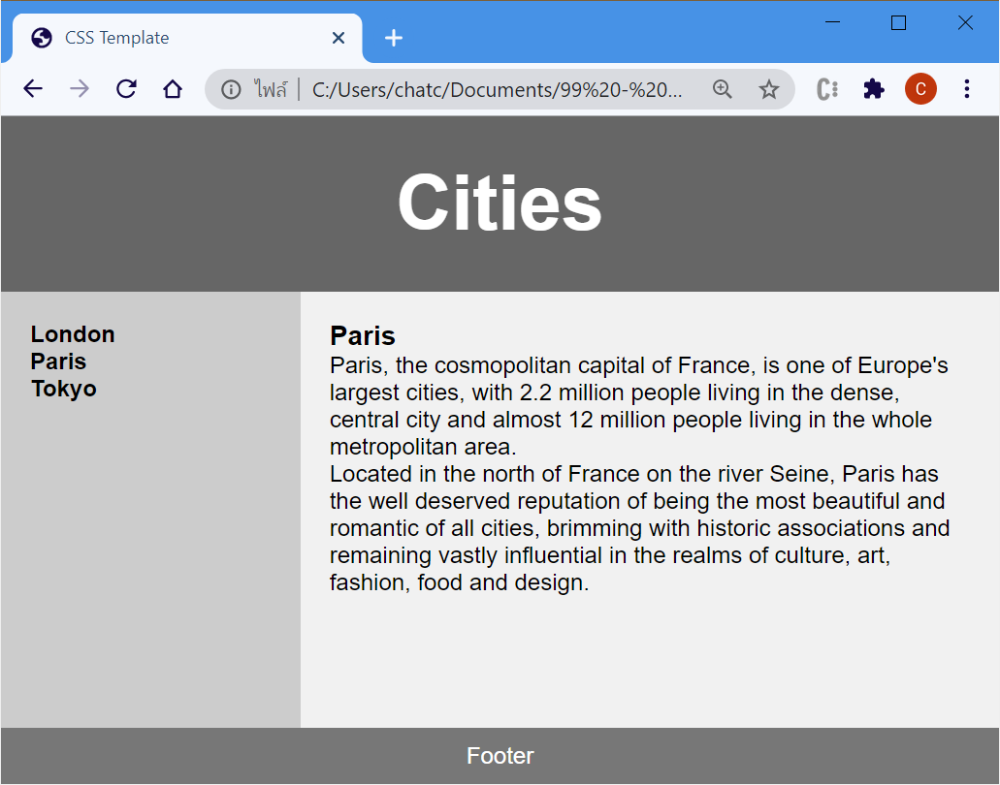 CSS Template
ไฟล์ C:/Users/chatc/Documents/99%20-%20...
C
Cities
London
Paris
Tokyo
Paris
Paris, the cosmopolitan capital of France, is one of Europe's
largest cities, with 2.2 million people living in the dense,
central city and almost 12 million people living in the whole
metropolitan area.
Located in the north of France on the river Seine, Paris has
the well deserved reputation of being the most beautiful and
romantic of all cities, brimming with historic associations and
remaining vastly influential in the realms of culture, art,
fashion, food and design.
Footer